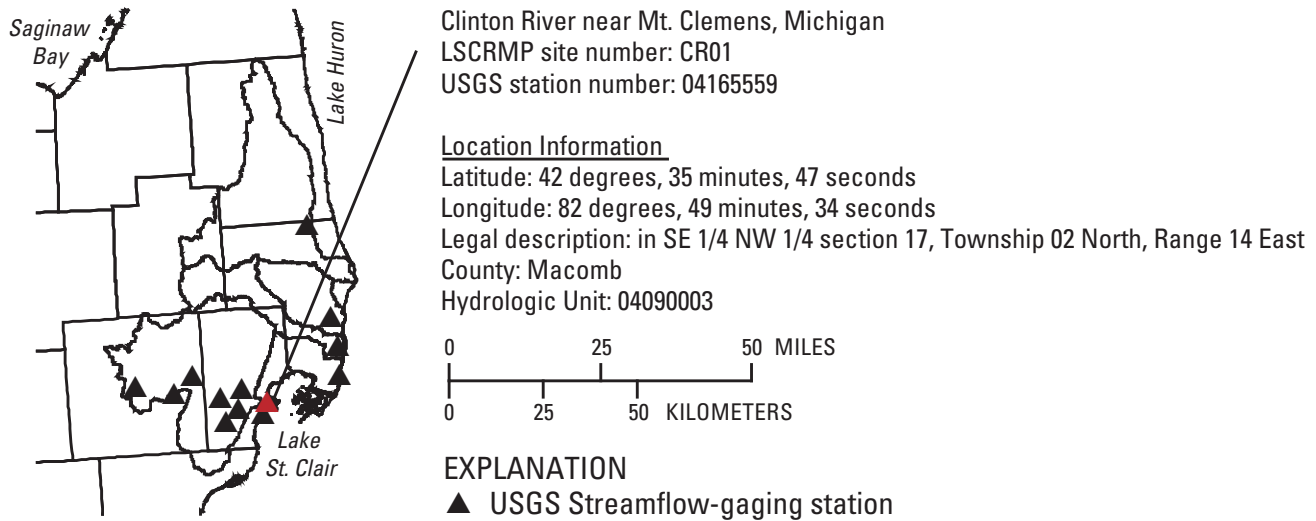 Saginaw
Bay
Lake Huron
Lake
St. Clair
Clinton River near Mt. Clemens, Michigan
LSCRMP site number: CR01
USGS station number: 04165559
Location Information
Latitude: 42 degrees, 35 minutes, 47 seconds
Longitude: 82 degrees, 49 minutes, 34 seconds
Legal description: in SE 1/4 NW 1/4 section 17, Township 02 North, Range 14 East
County: Macomb
Hydrologic Unit: 04090003
0 25 50 MILES
0 25 50 KILOMETERS
EXPLANATION
USGS Streamflow-gaging station